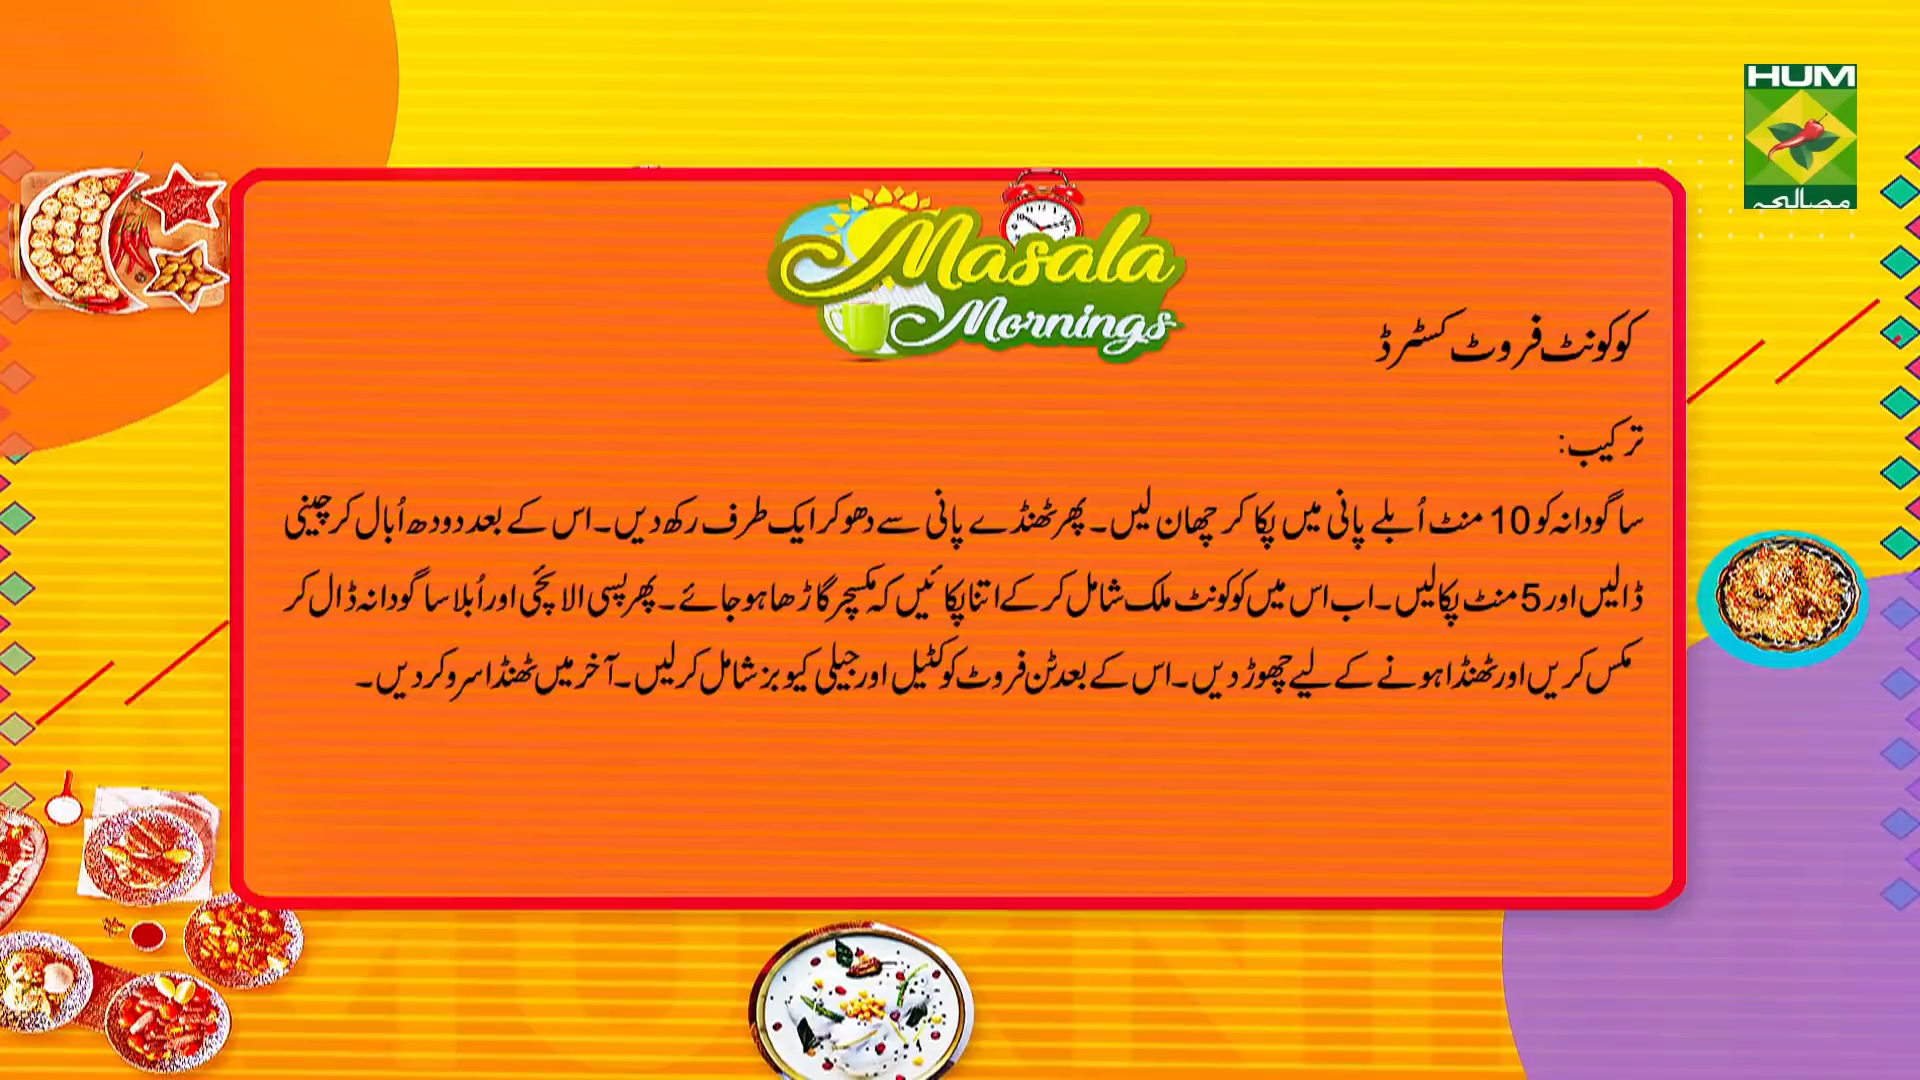 HUM
مصالحہ
Masala
Mornings
کوکونٹ فروٹ کسٹرڈ
ترکیب:
ساگودانہ کو 10 منٹ اُبلے پانی میں پکا کر چھان لیں۔ پھر ٹھنڈے پانی سے دھو کر ایک طرف رکھ دیں۔ اس کے بعد دودھ اُبال کر چینی
ڈالیں اور 5 منٹ پکالیں۔ اب اس میں کوکونٹ ملک شامل کر کے اتنا پکائیں کہ مکسچر گاڑھا ہو جائے۔ پھر پسی الائچی اور اُبلا ساگودانہ ڈال کر
مکس کریں اور ٹھنڈا ہونے کے لیے چھوڑ دیں۔ اس کے بعد ٹن فروٹ کوکٹیل اور جیلی کیوبز شامل کر لیں۔ آخر میں ٹھنڈا سرو کر دیں۔